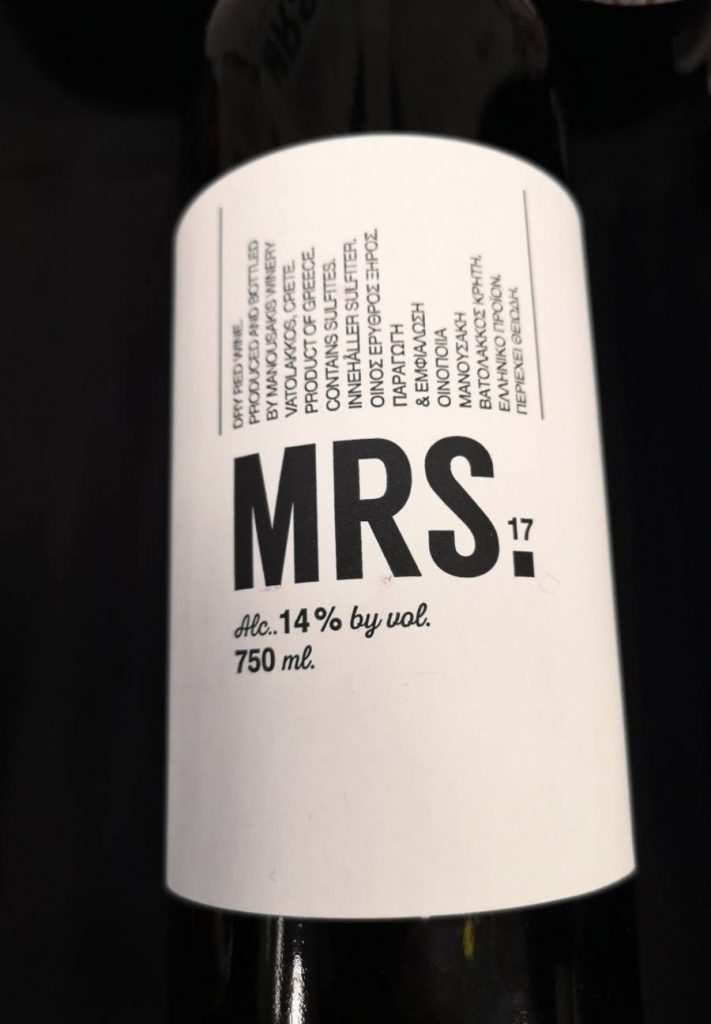 DRY RED WINE.
PRODUCED AND BOTTLED
BY MANOUSAKIS WINERY
VATOLAKKOS, CRETE.
PRODUCT OF GREECE.
CONTAINS SULFITES.
INNEHÅLLER SULFITER.
ΟΙΝΟΣ ΕΡΥΘΡΟΣ ΞΗΡΟΣ.
ΠΑΡΑΓΩΓΗ
& ΕΜΦΙΑΛΩΣΗ
ΟΙΝΟΠΟΙΙΑ
ΜΑΝΟΥΣΑΚΗ
ΒΑΤΟΛΑΚΚΟΣ ΚΡΗΤΗ.
ΕΛΛΗΝΙΚΟ ΠΡΟΪΟΝ.
ΠΕΡΙΕΧΕΙ ΘΕΙΩΔΗ.
MRS. 17
Alc..14% by vol.
750 ml.